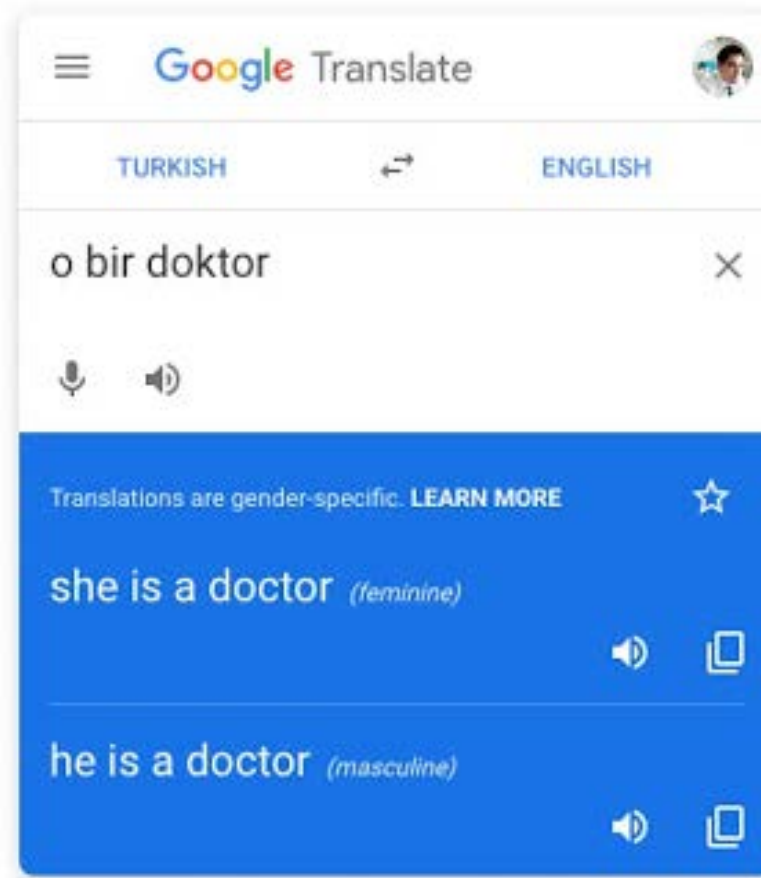 Google Translate
TURKISH ENGLISH
o bir doktor
Translations are gender-specific. LEARN MORE
she is a doctor (feminine)
he is a doctor (masculine)